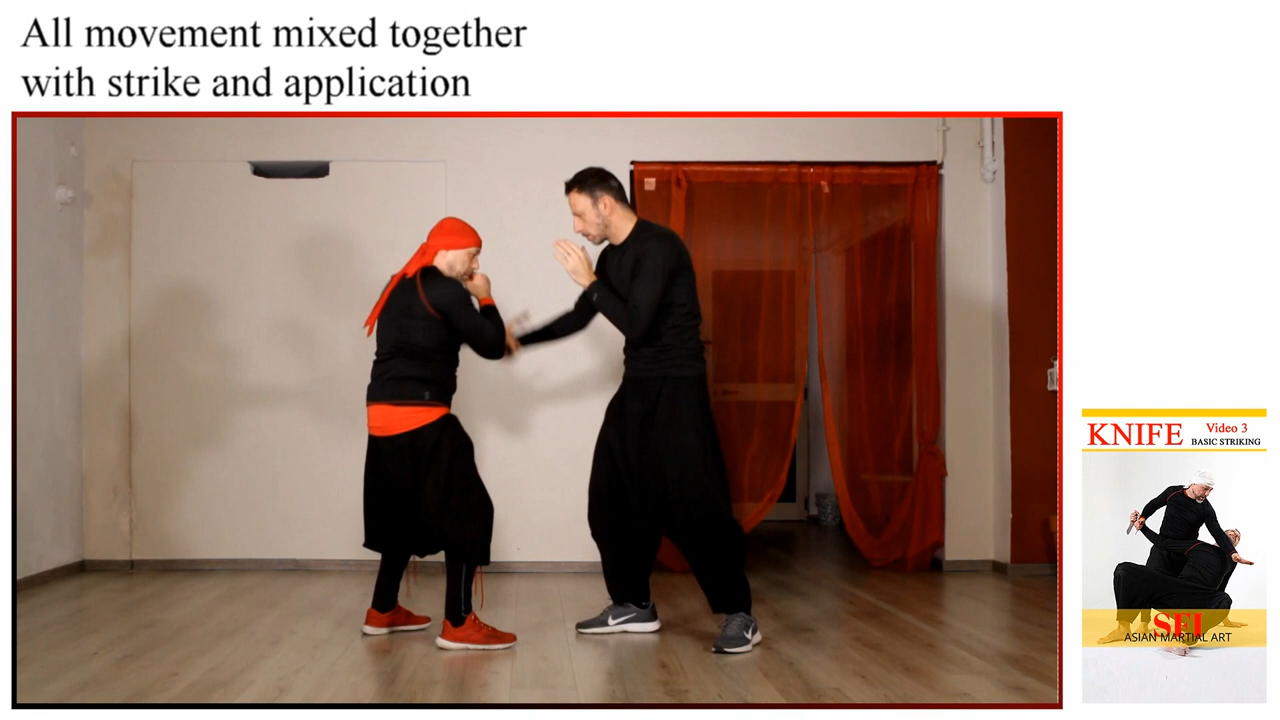 All movement mixed together
with strike and application
KNIFE
Video 3
BASIC STRIKING
SFI
ASIAN MARTIAL ART